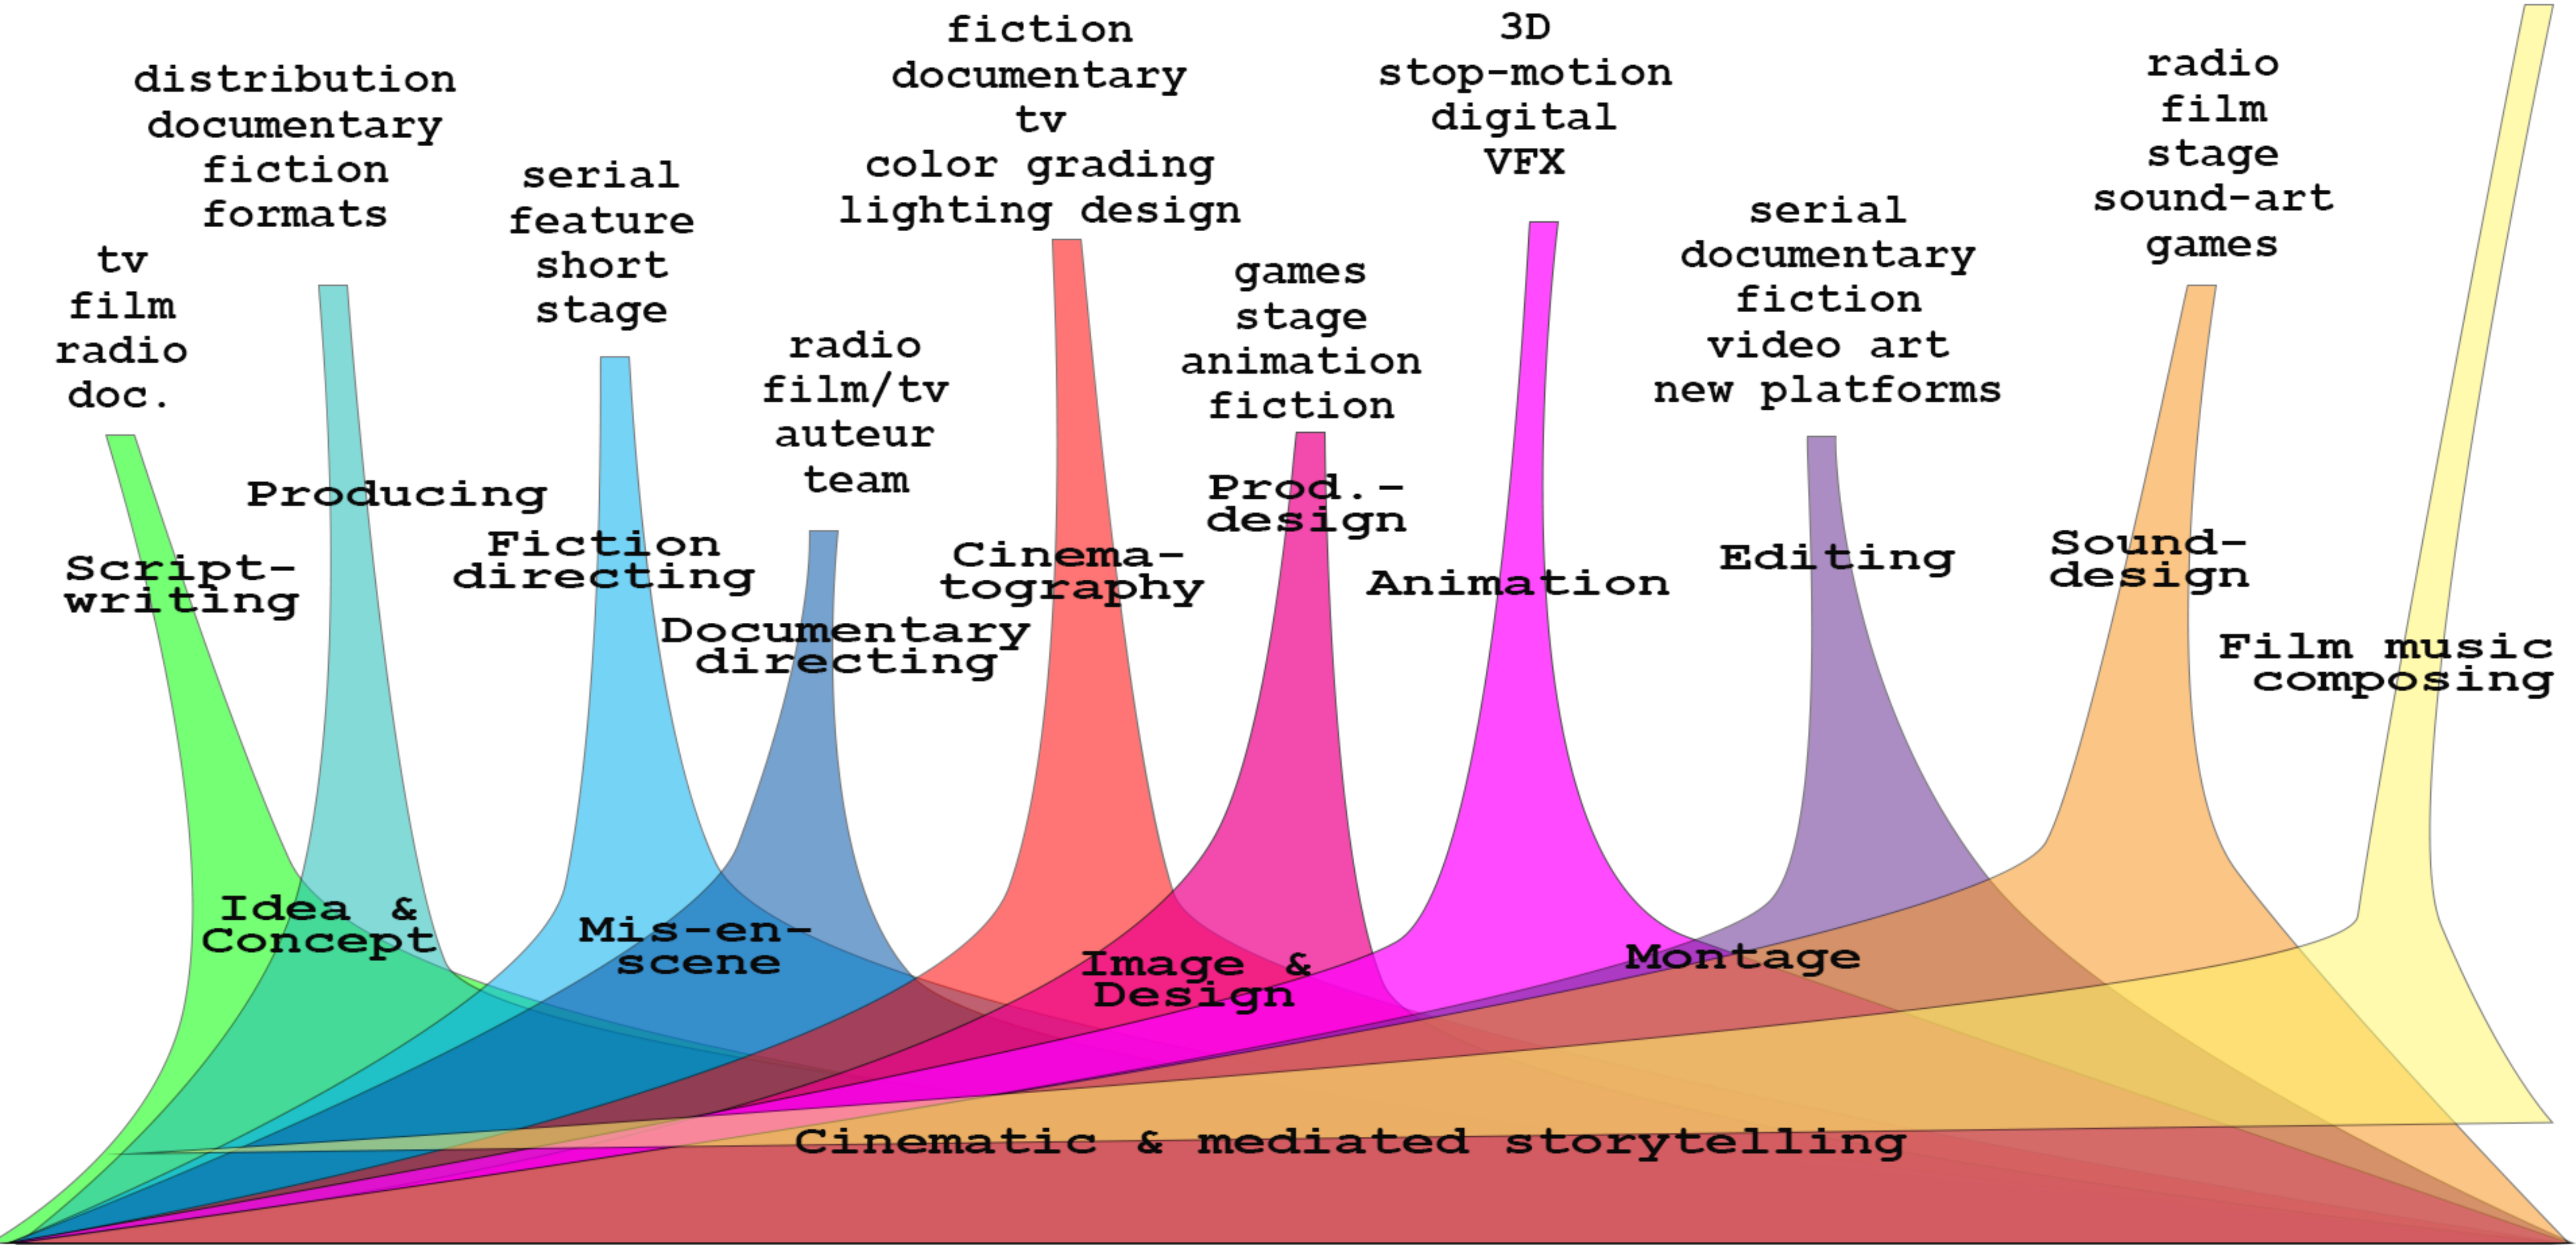 tv
film
radio
doc.
Script-
writing
distribution
documentary
fiction
formats
Producing
serial
feature
short
stage
Fiction
directing
radio
film/tv
auteur
team
Documentary
directing
fiction
documentary
tv
color grading
lighting design
Cinema-
tography
games
stage
animation
fiction
Prod.-
design
3D
stop-motion
digital
VFX
Animation
serial
documentary
fiction
video art
new platforms
Editing
radio
film
stage
sound-art
games
Sound-
design
Film music
composing
Idea &
Concept
Mis-en-
scene
Image &
Design
Montage
Cinematic & mediated storytelling